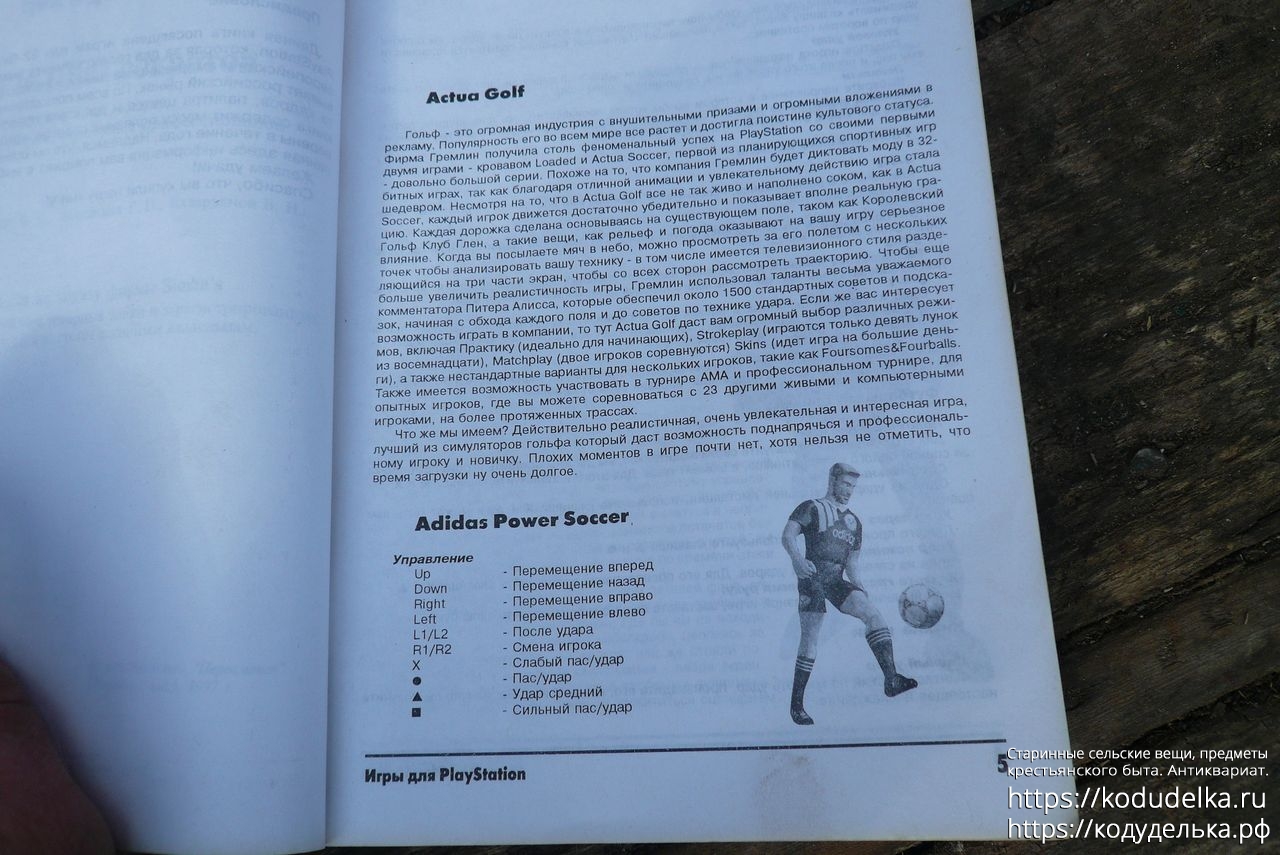 Actua Golf
Гольф - это огромная индустрия с внушительными призами и огромными вложениями в
рекламу. Популярность его во всем мире все растет и достигла поистине культового статуса.
Фирма Гремлин получила столь феноменальный успех на PlayStation со своими первыми
двумя играми - кровавом Loaded и Actua Soccer, первой из планирующихся спортивных игр
- довольно большой серии. Похоже на то, что компания Гремлин будет диктовать моду в 32-
битных играх, так как благодаря отличной анимации и увлекательному действию игра стала
шедевром. Несмотря на то, что в Actua Golf все не так живо и наполнено соком, как в Actua
Soccer, каждый игрок движется достаточно убедительно и показывает вполне реальную гра-
цию. Каждая дорожка сделана основываясь на существующем поле, таком как Королевский
Гольф Клуб Глен, а такие вещи, как рельеф и погода оказывают на вашу игру серьезное
влияние. Когда вы посылаете мяч в небо, можно просмотреть за его полетом с нескольких
точек чтобы анализировать вашу технику - в том числе имеется телевизионного стиля разде-
ляющийся на три части экран, чтобы со всех сторон рассмотреть траекторию. Чтобы еще
больше увеличить реалистичность игры, Гремлин использовал таланты весьма уважаемого
комментатора Питера Алисса, которые обеспечил около 1500 стандартных советов и подска-
зок, начиная с обхода каждого поля и до советов по технике удара. Если же вас интересует
возможность играть в компании, то тут Actua Golf даст вам огромный выбор различных режи-
мов, включая Практику (идеально для начинающих), Strokeplay (играются только девять лунок
из восемнадцати), Matchplay (двое игроков соревнуются) Skins (идет игра на большие день-
ги), а также нестандартные варианты для нескольких игроков, такие как Foursomes&Fourballs.
Также имеется возможность участвовать в турнире АМА и профессиональном турнире, для
опытных игроков, где вы можете соревноваться с 23 другими живыми и компьютерными
игроками, на более протяженных трассах.
Что же мы имеем? Действительно реалистичная, очень увлекательная и интересная игра,
лучший из симуляторов гольфа который даст возможность поднапрячься и профессиональ-
ному игроку и новичку. Плохих моментов в игре почти нет, хотя нельзя не отметить, что
время загрузки ну очень долгое.
Adidas Power Soccer
Управление
Up - Перемещение вперед
Down - Перемещение назад
Right - Перемещение вправо
Left - Перемещение влево
L1/L2 - После удара
R1/R2 - Смена игрока
X - Слабый пас/удар
● - Пас/удар
▲ - Удар средний
■ - Сильный пас/удар
adidas
Игры для PlayStation 5
Старинные сельские вещи, предметы
крестьянского быта. Антиквариат.
https://kodudelka.ru
https://кодуделька.рф